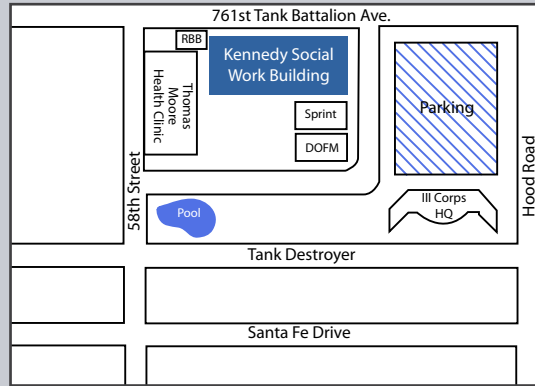 761st Tank Battalion Ave.
RBB
Kennedy Social
Work Building
Thomas
Moore
Health Clinic
Sprint
DOFM
Parking
58th Street
Hood Road
Pool
III Corps
HQ
Tank Destroyer
Santa Fe Drive